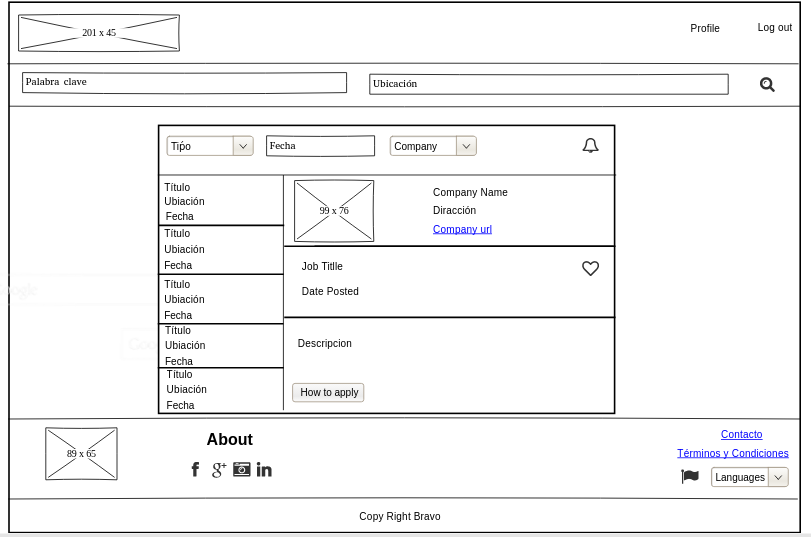 201 x 45
Profile
Log out
Palabra clave
Ubicación
Tipo
Fecha
Company
Título
Ubiación
Fecha
Título
Ubiación
Fecha
Título
Ubiación
Fecha
Título
Ubiación
Fecha
Título
Ubiación
Fecha
99 x 76
Company Name
Diracción
Company url
Job Titlle
Date Posted
Descripcion
How to apply
89 x 65
About
Contacto
Términos y Condiciones
Languages
Copy Right Bravo